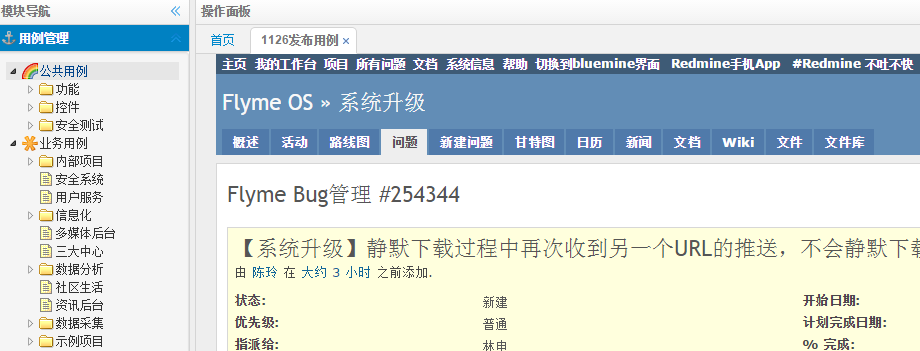 模块导航
操作面板
用例管理
公共用例
功能
控件
安全测试
业务用例
内部项目
安全系统
用户服务
信息化
多媒体后台
三大中心
数据分析
社区生活
资讯后台
数据采集
示例项目
首页 1126发布用例
主页 我的工作台 项目 所有问题 文档 系统信息 帮助 切换到bluemine界面 Redmine手机App #Redmine 不吐不快
Flyme OS » 系统升级
概述 活动 路线图 问题 新建问题 甘特图 日历 新闻 文档 Wiki 文件 文件库
Flyme Bug管理 #254344
【系统升级】静默下载过程中再次收到另一个URL的推送，不会静默下载
由 陈玲 在 大约 3 小时 之前添加.
状态: 新建 开始日期:
优先级: 普通 计划完成日期:
指派给: 林申 % 完成: